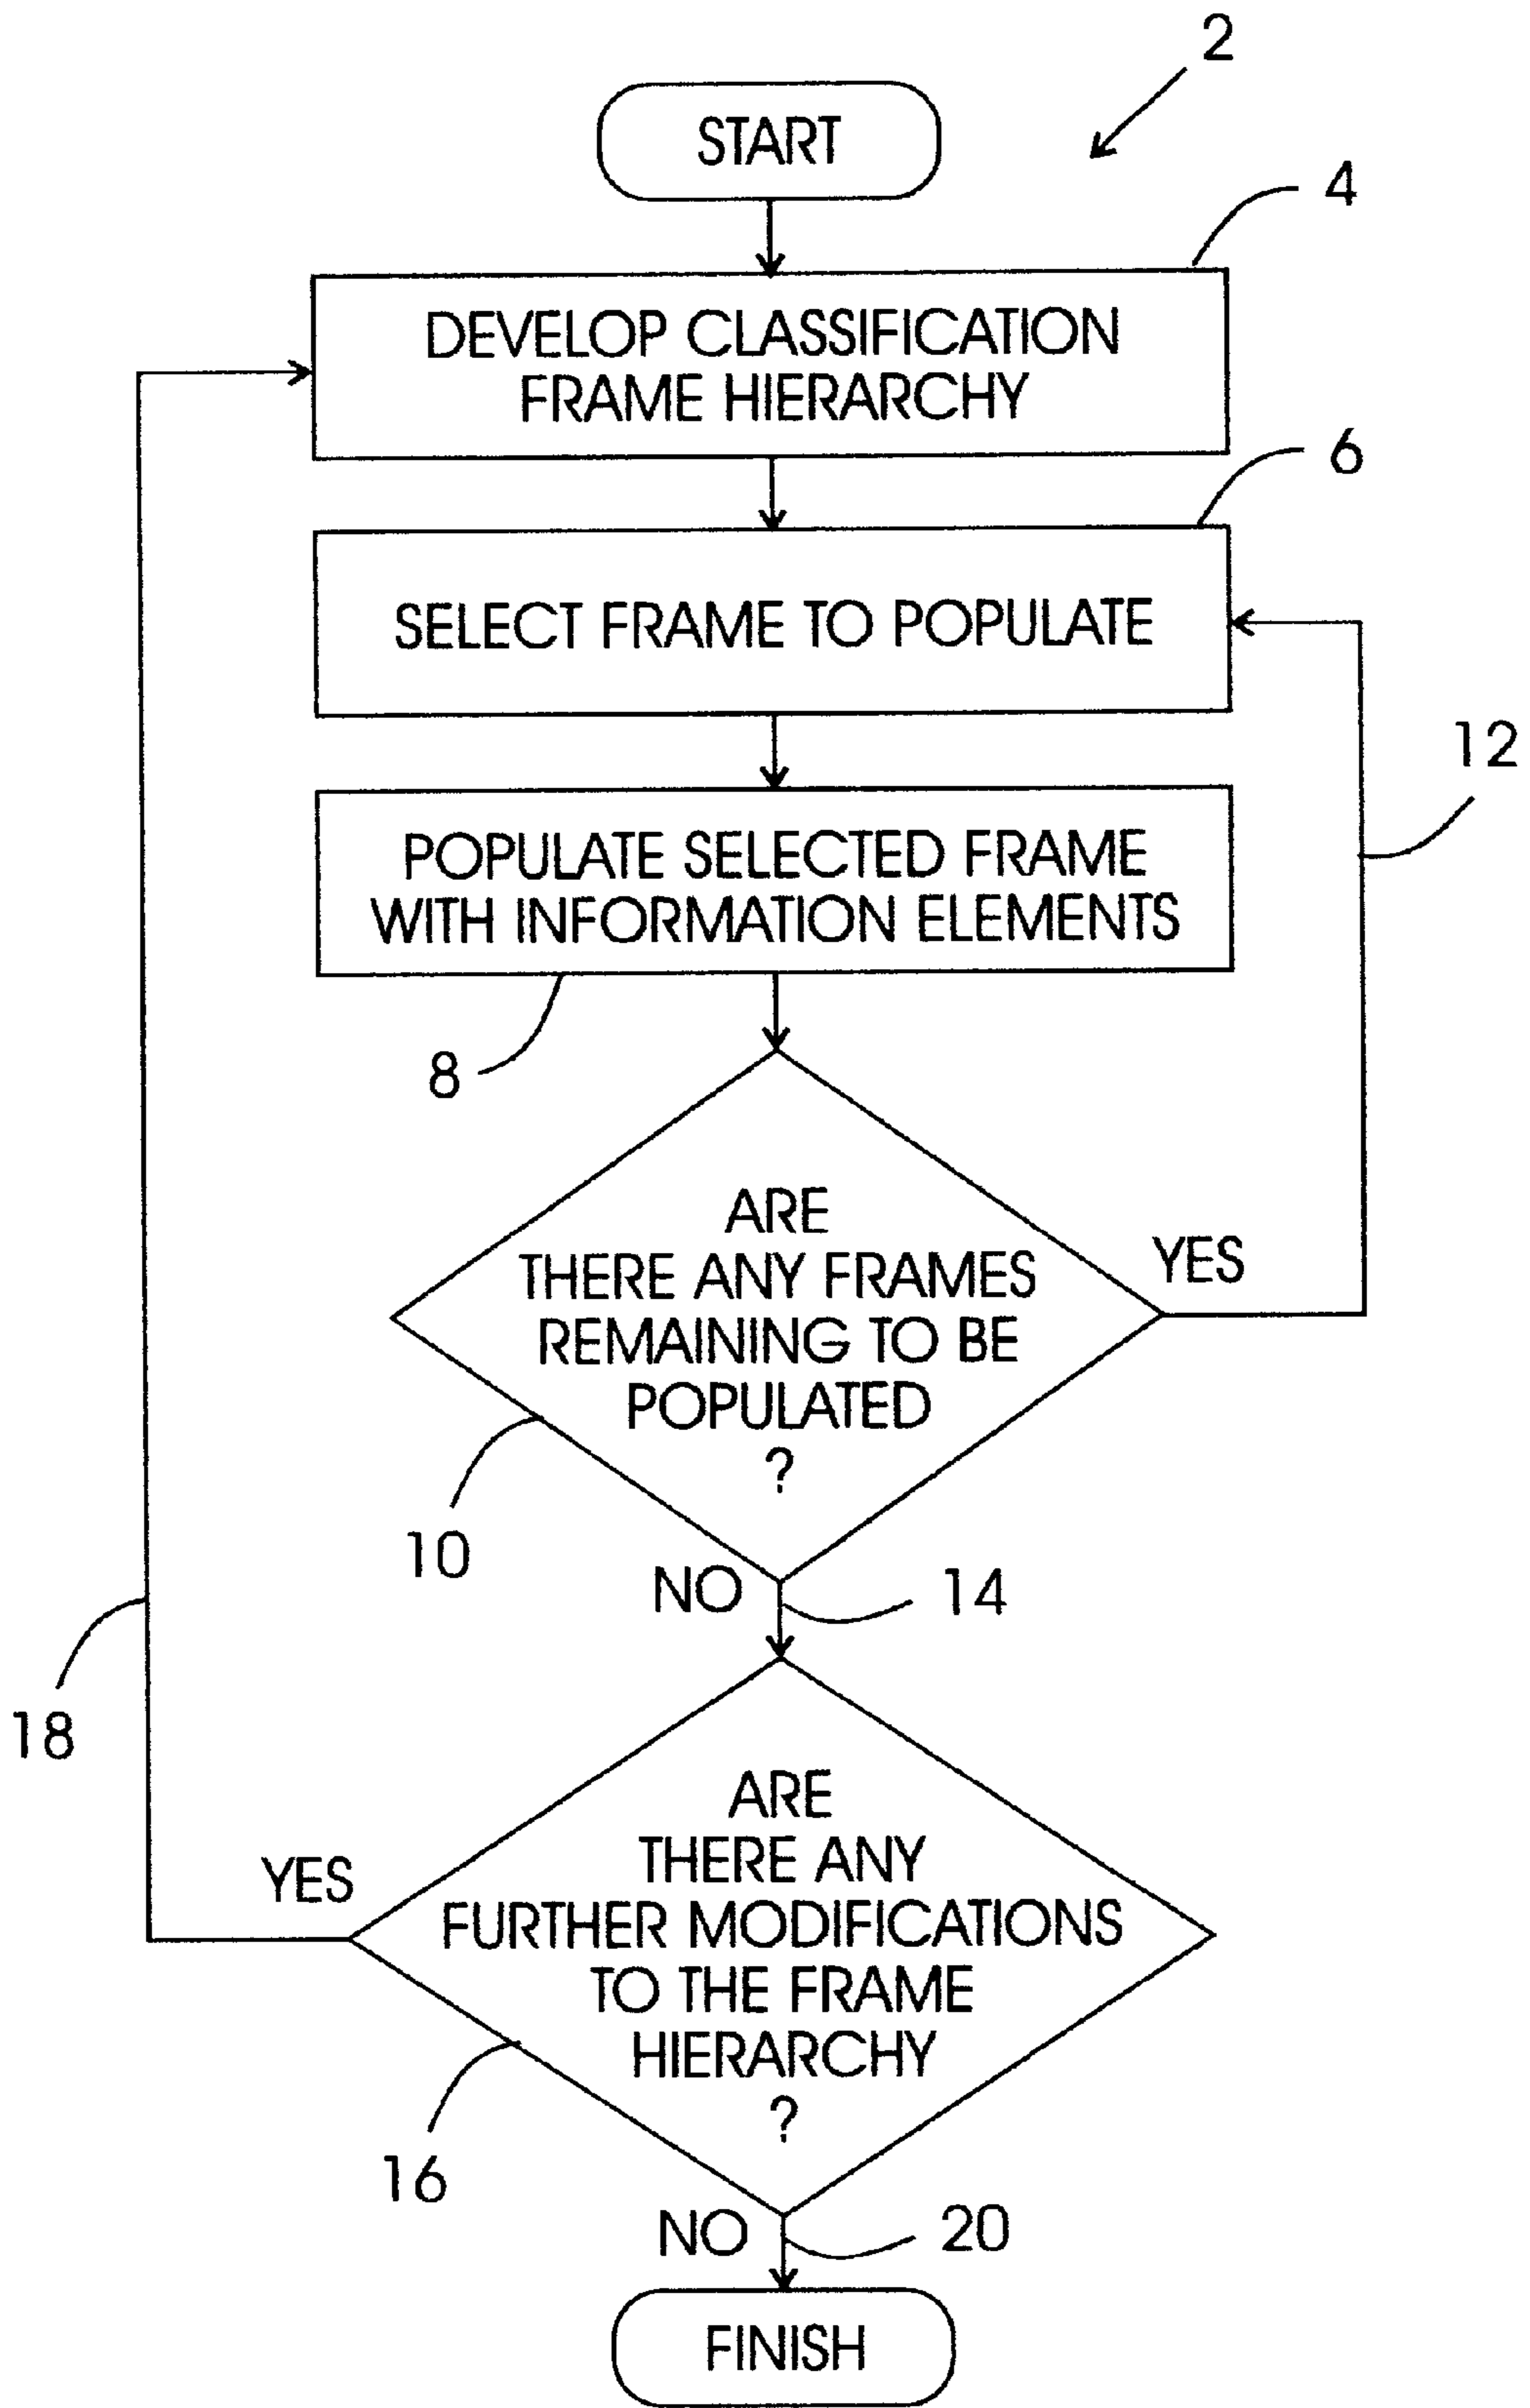 2
START
4
DEVELOP CLASSIFICATION
FRAME HIERARCHY
6
SELECT FRAME TO POPULATE
12
POPULATE SELECTED FRAME
WITH INFORMATION ELEMENTS
8
ARE
THERE ANY FRAMES
REMAINING TO BE
POPULATED
?
YES
10
NO
14
18
ARE
THERE ANY
FURTHER MODIFICATIONS
TO THE FRAME
HIERARCHY
?
YES
16
NO
20
FINISH